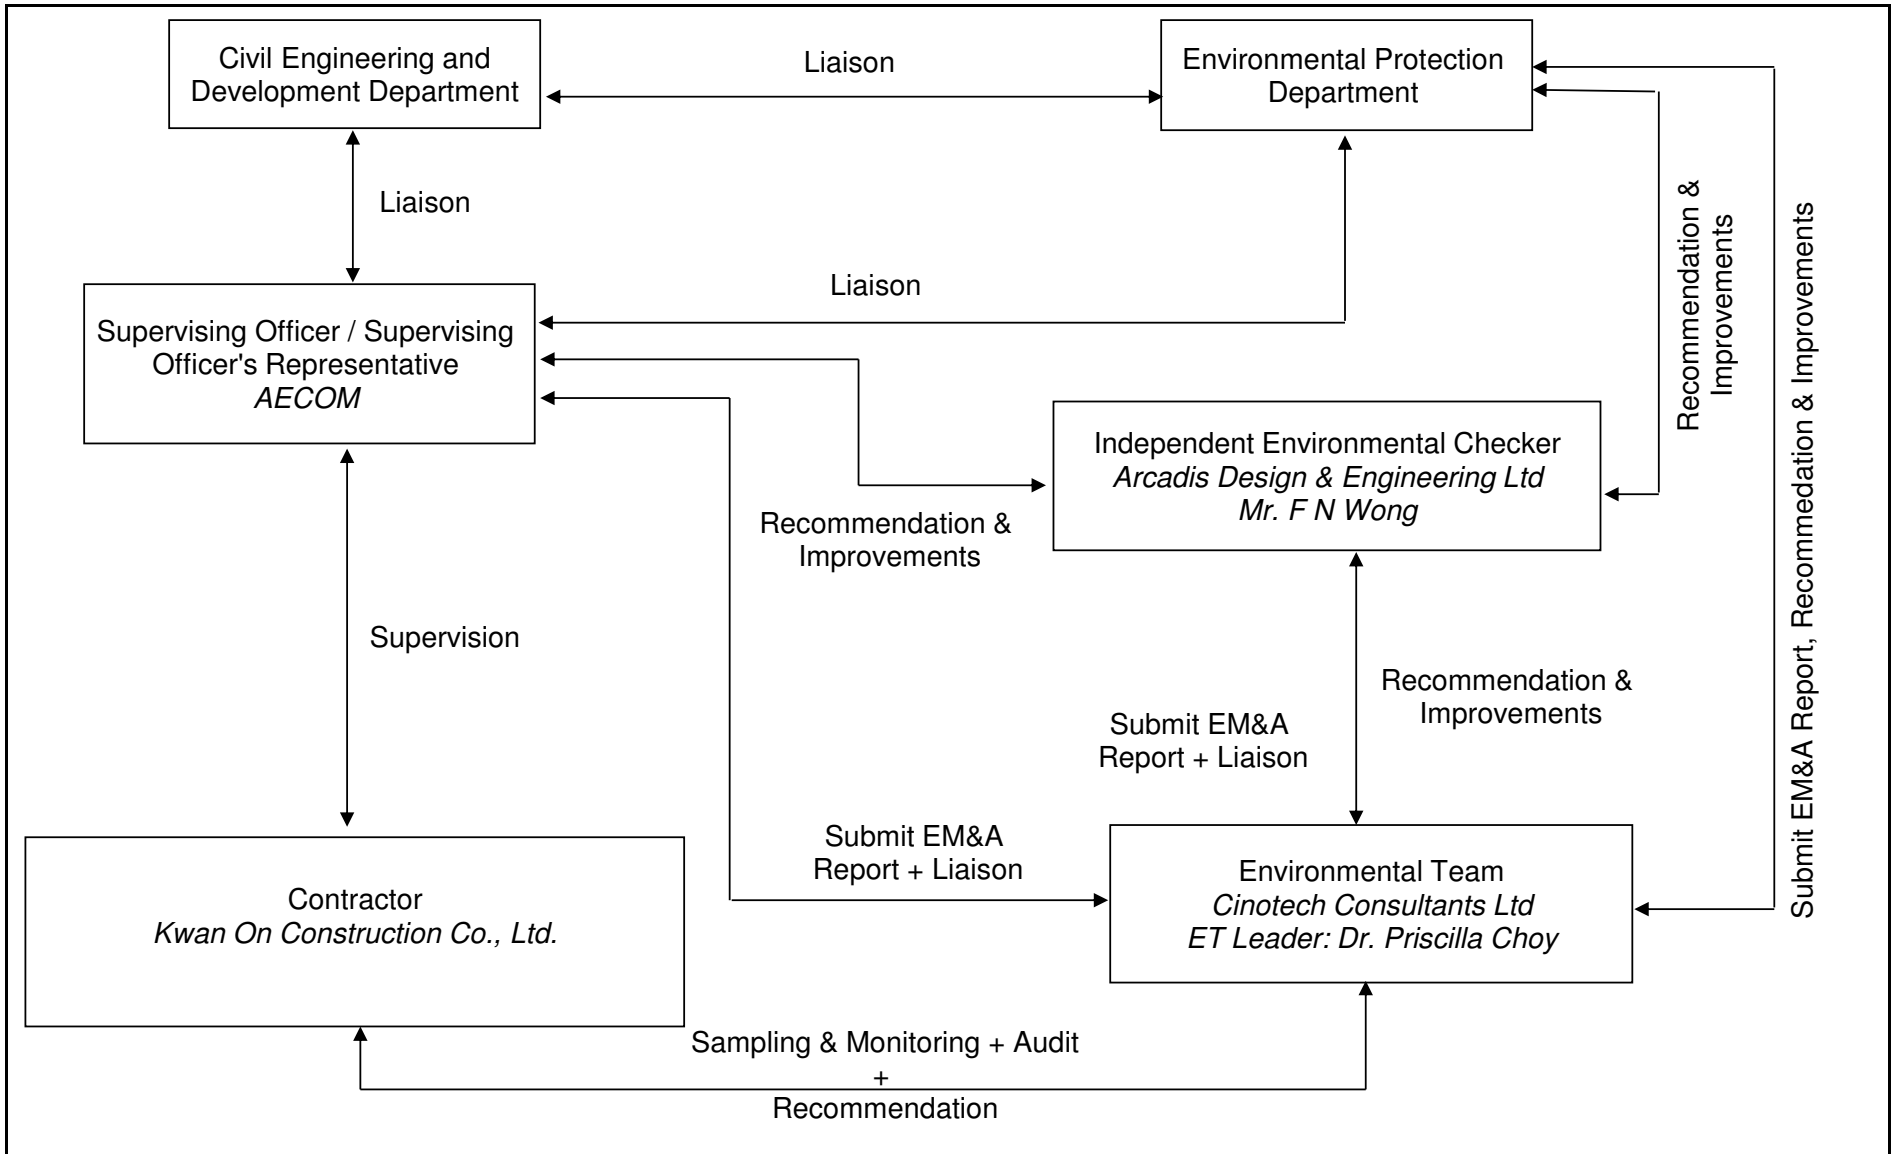 Civil Engineering and
Development Department
Liaison
Environmental Protection
Department
Liaison
Liaison
Recommendation &
Improvements
Submit EM&A Report, Recommedation & Improvements
Supervising Officer / Supervising
Officer's Representative
AECOM
Independent Environmental Checker
Arcadis Design & Engineering Ltd
Mr. F N Wong
Recommendation &
Improvements
Supervision
Recommendation &
Improvements
Submit EM&A
Report + Liaison
Submit EM&A
Report + Liaison
Environmental Team
Cinotech Consultants Ltd
ET Leader: Dr. Priscilla Choy
Contractor
Kwan On Construction Co., Ltd.
Sampling & Monitoring + Audit
+
Recommendation